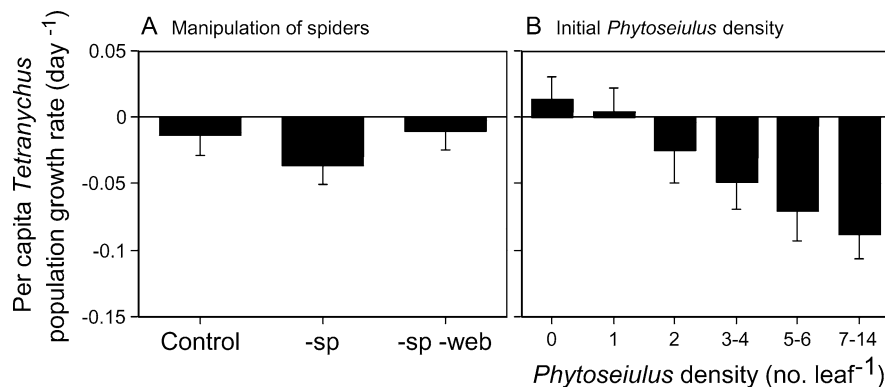 A Manipulation of spiders
B Initial Phytoseiulus density
Per capita Tetranychus
population growth rate (day -1)
0.05
0
-0.05
-0.1
-0.15
Control -sp -sp -web
0 1 2 3-4 5-6 7-14
Phytoseiulus density (no. leaf-1)